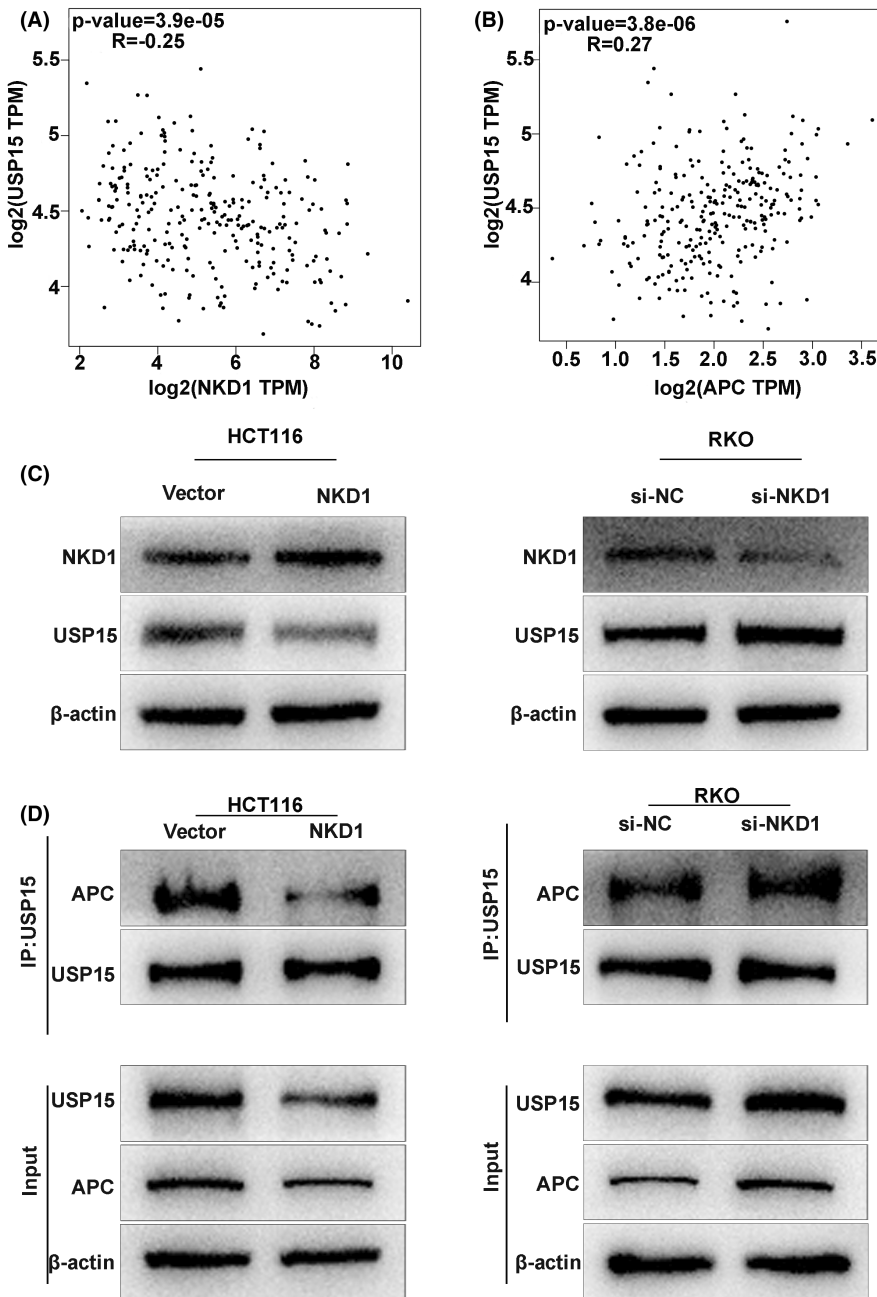 (A)
p-value=3.9e-05
R=-0.25
5.5
5
4.5
4
log2(USP15 TPM)
2 4 6 8 10
log2(NKD1 TPM)
(B)
p-value=3.8e-06
R=0.27
5.5
5
4.5
4
log2(USP15 TPM)
0.5 1.0 1.5 2.0 2.5 3.0 3.5
log2(APC TPM)
(C)
HCT116
Vector NKD1
NKD1
USP15
β-actin
RKO
si-NC si-NKD1
NKD1
USP15
β-actin
(D)
HCT116
Vector NKD1
IP:USP15
APC
USP15
Input
USP15
APC
β-actin
RKO
si-NC si-NKD1
IP:USP15
APC
USP15
Input
USP15
APC
β-actin